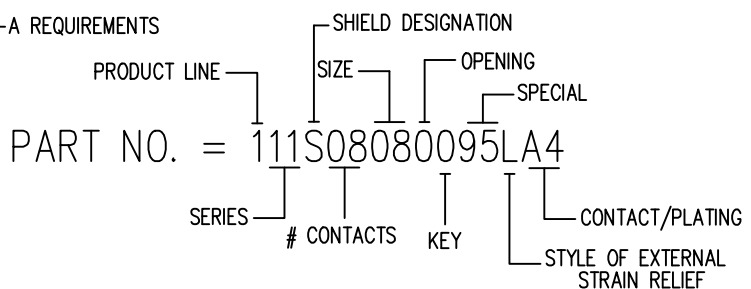 -A REQUIREMENTS
SHIELD DESIGNATION
PRODUCT LINE
SIZE
OPENING
SPECIAL
PART NO. = 111S08080095LA4
SERIES
# CONTACTS
KEY
CONTACT/PLATING
STYLE OF EXTERNAL
STRAIN RELIEF